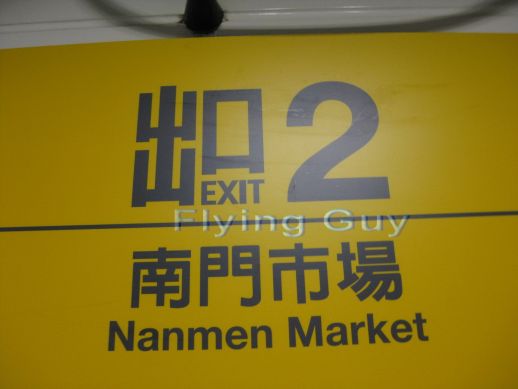 出口 EXIT 2
Flying Guy
南門市場
Nanmen Market